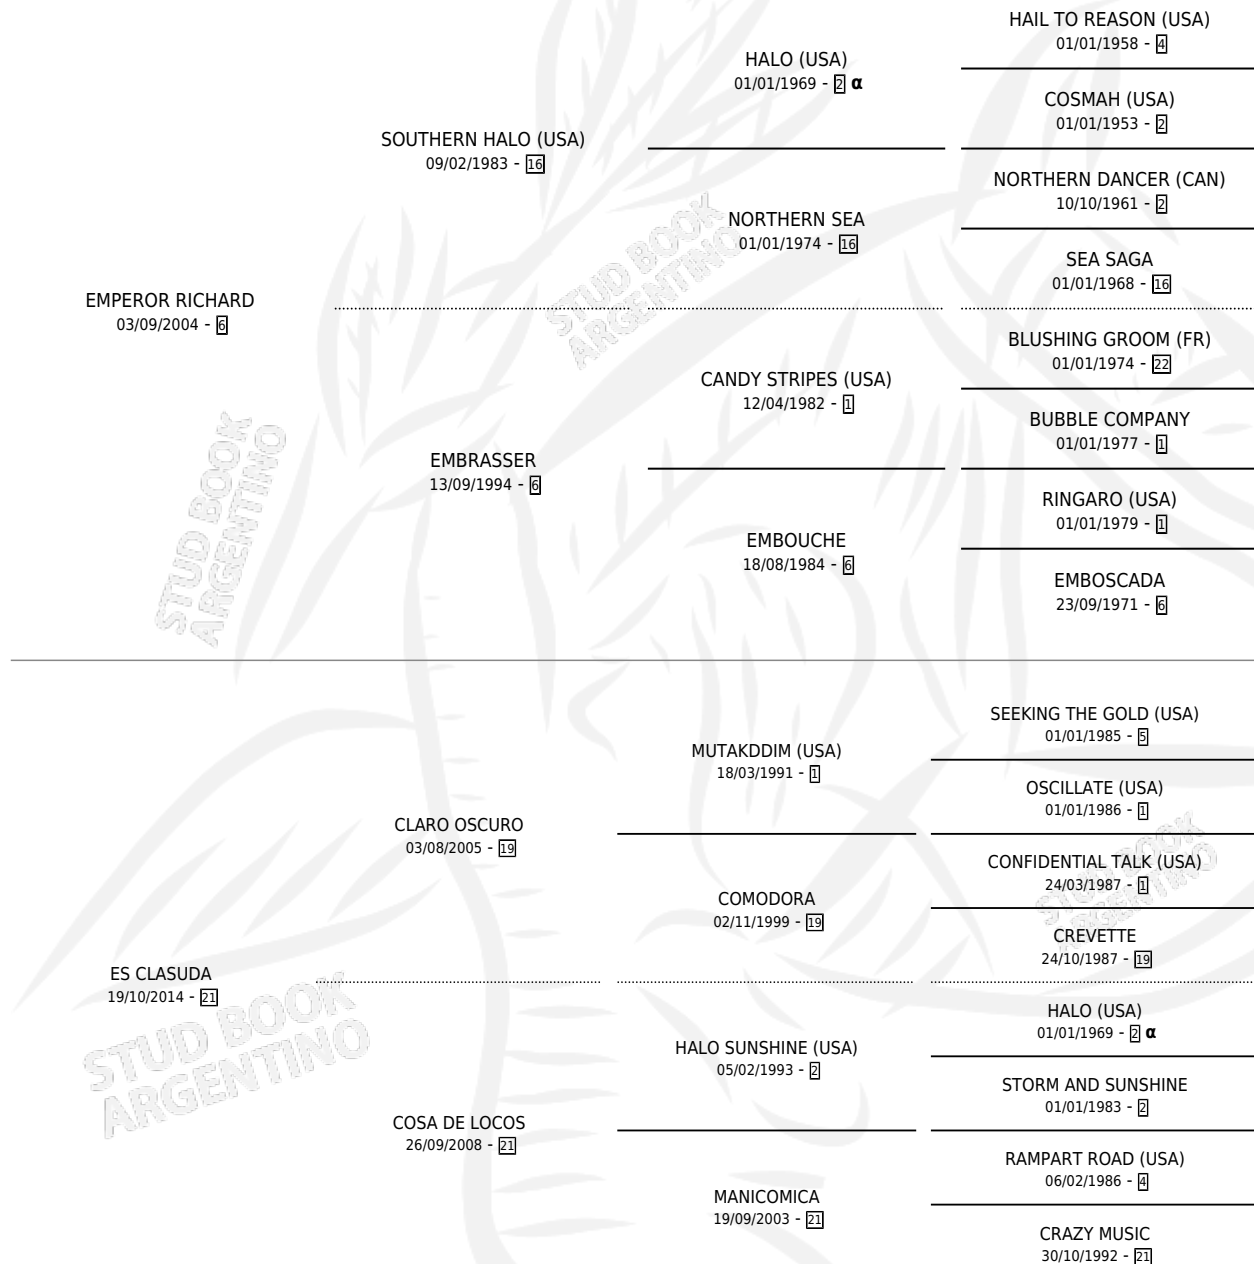 HAIL TO REASON (USA)
01/01/1958 - 4
HALO (USA)
01/01/1969 - 2 α
COSMAH (USA)
01/01/1953 - 2
SOUTHERN HALO (USA)
09/02/1983 - 16
NORTHERN DANCER (CAN)
10/10/1961 - 2
NORTHERN SEA
01/01/1974 - 16
SEA SAGA
01/01/1968 - 16
EMPEROR RICHARD
03/09/2004 - 6
BLUSHING GROOM (FR)
01/01/1974 - 22
CANDY STRIPES (USA)
12/04/1982 - 1
BUBBLE COMPANY
01/01/1977 - 1
EMBRASSER
13/09/1994 - 6
RINGARO (USA)
01/01/1979 - 1
EMBOUCHE
18/08/1984 - 6
EMBOSCADA
23/09/1971 - 6
STUD BOOK
ARGENTINO
STUD BOOK
ARGENTINO
SEEKING THE GOLD (USA)
01/01/1985 - 5
MUTAKDDIM (USA)
18/03/1991 - 1
OSCILLATE (USA)
01/01/1986 - 1
CLARO OSCURO
03/08/2005 - 19
CONFIDENTIAL TALK (USA)
24/03/1987 - 1
COMODORA
02/11/1999 - 19
CREVETTE
24/10/1987 - 19
ES CLASUDA
19/10/2014 - 21
HALO (USA)
01/01/1969 - 2 α
HALO SUNSHINE (USA)
05/02/1993 - 2
STORM AND SUNSHINE
01/01/1983 - 2
COSA DE LOCOS
26/09/2008 - 21
RAMPART ROAD (USA)
06/02/1986 - 4
MANICOMICA
19/09/2003 - 21
CRAZY MUSIC
30/10/1992 - 21
STUD BOOK
ARGENTINO
STUD BOOK
ARGENTINO